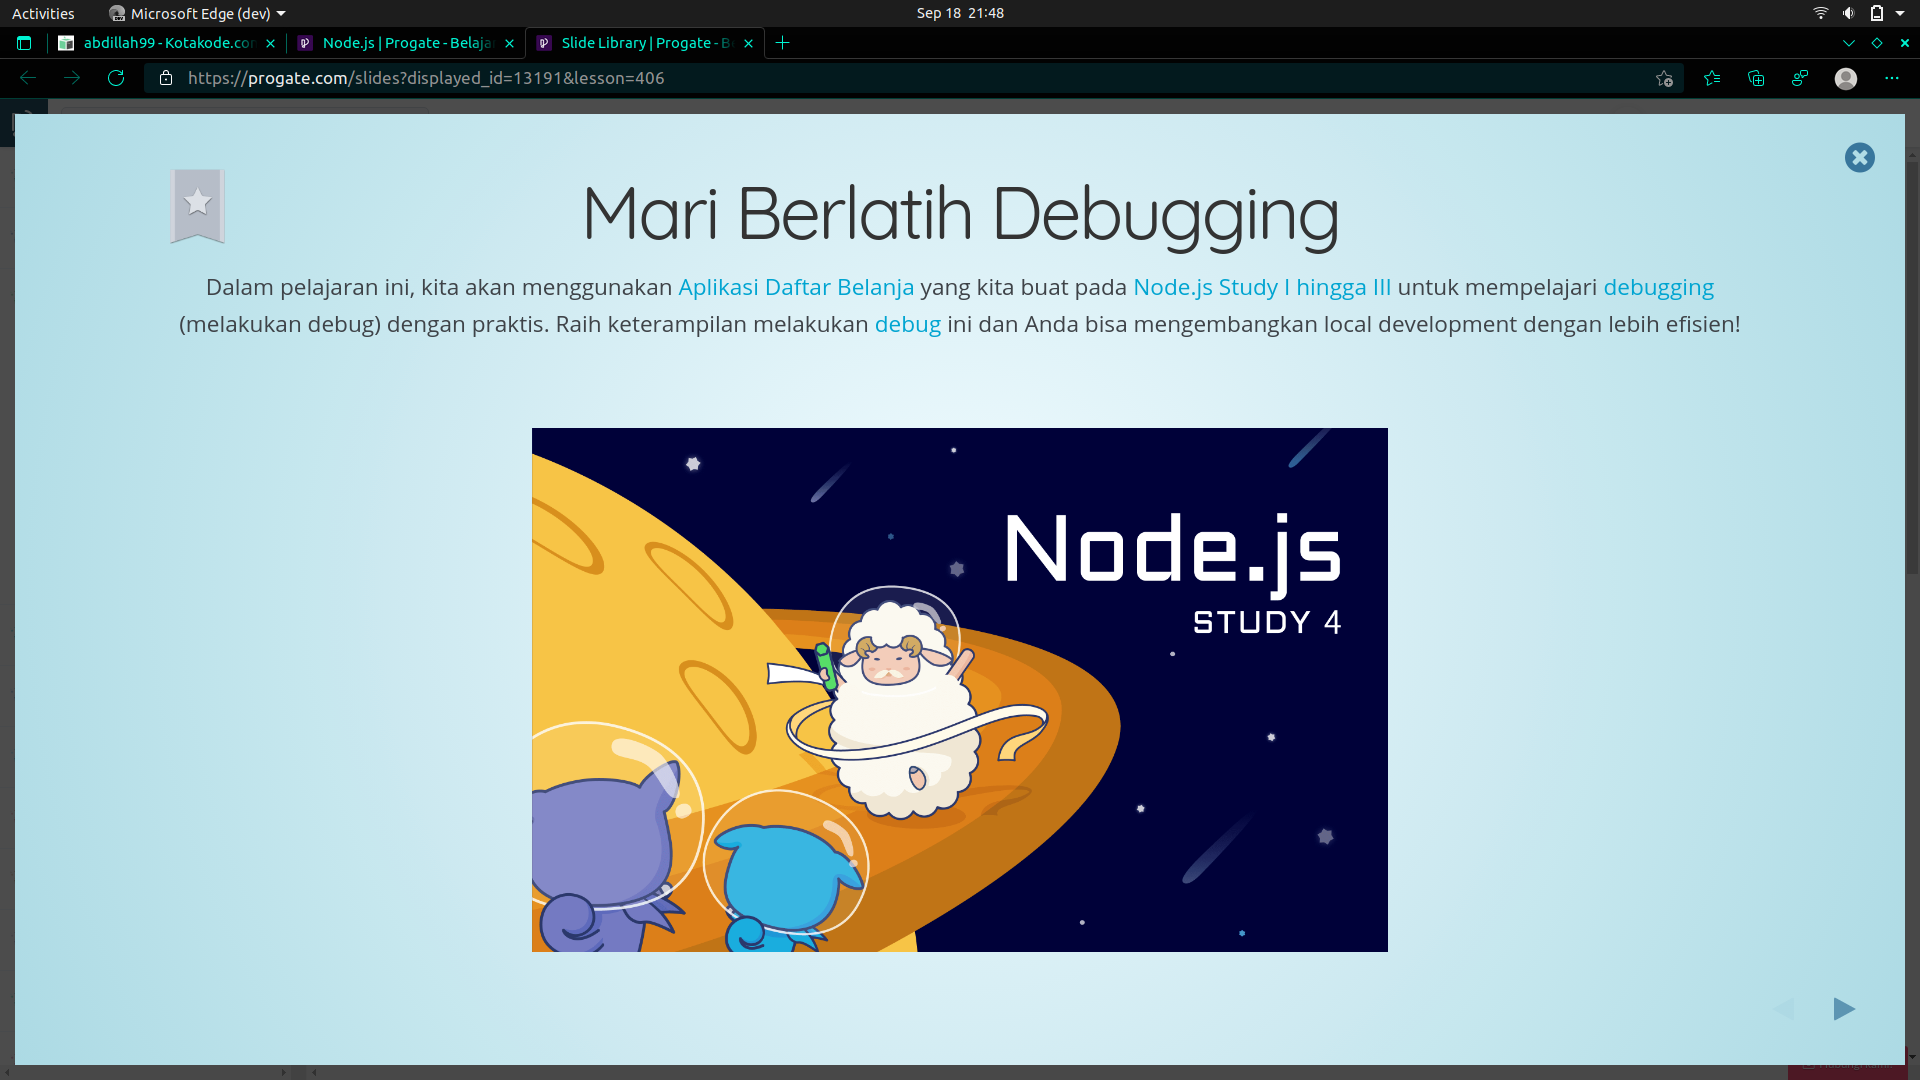 Activities
Microsoft Edge (dev)
Sep 18 21:48
abdillah99 - Kotakode.com
Node.js | Progate - Belaja
Slide Library | Progate - Be
https://progate.com/slides?displayed_id=13191&lesson=406
Mari Berlatih Debugging
Dalam pelajaran ini, kita akan menggunakan Aplikasi Daftar Belanja yang kita buat pada Node.js Study I hingga III untuk mempelajari debugging
(melakukan debug) dengan praktis. Raih keterampilan melakukan debug ini dan Anda bisa mengembangkan local development dengan lebih efisien!
Node.js
STUDY 4